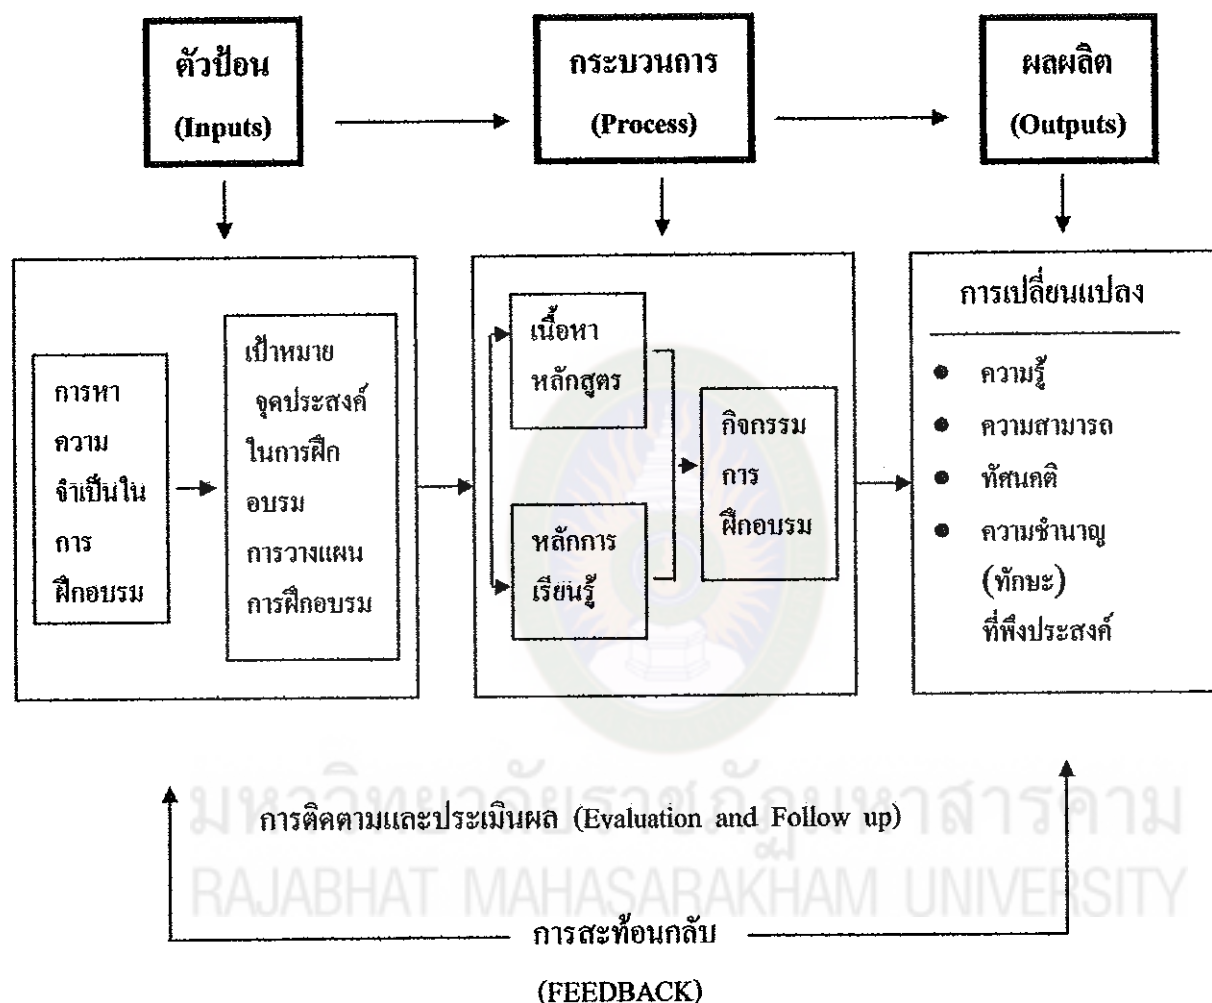 ตัวป้อน
(Inputs)
กระบวนการ
(Process)
ผลผลิต
(Outputs)
การหา
ความ
จำเป็นใน
การ
ฝึกอบรม
เป้าหมาย
จุดประสงค์
ในการฝึก
อบรม
การวางแผน
การฝึกอบรม
เนื้อหา
หลักสูตร
หลักการ
เรียนรู้
กิจกรรม
การ
ฝึกอบรม
การเปลี่ยนแปลง
ความรู้
ความสามารถ
ทัศนคติ
ความชำนาญ
(ทักษะ)
ที่พึงประสงค์
การติดตามและประเมินผล (Evaluation and Follow up)
มหาวิทยาลัยราชภัฏมหาสารคาม
RAJABHAT MAHASARAKHAM UNIVERSITY
การสะท้อนกลับ
(FEEDBACK)